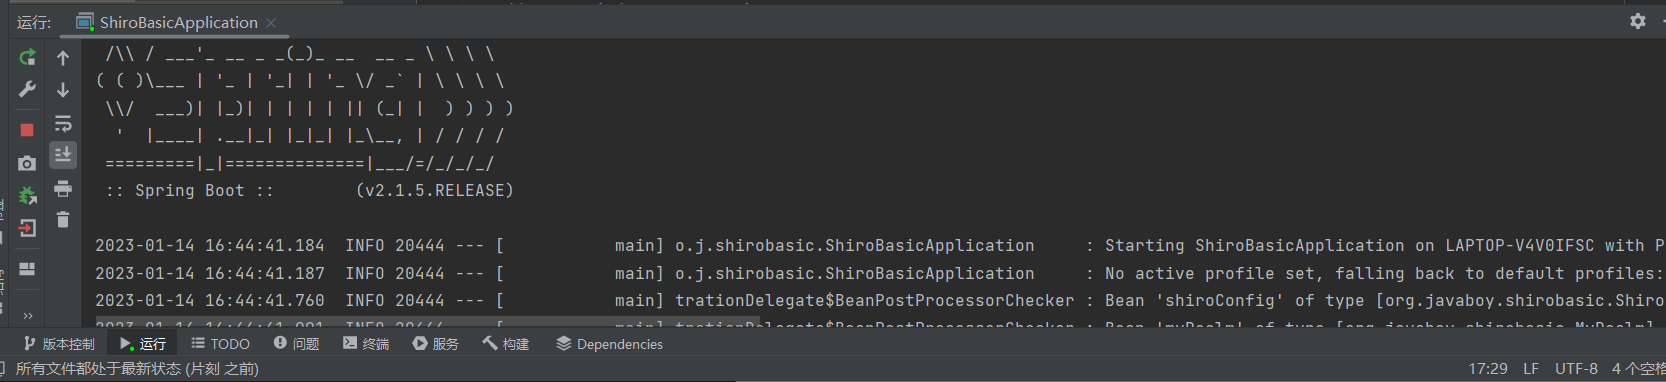 运行: ShiroBasicApplication
 /\\ / ___'_ __ _ _(_)_ __  __ _ \ \ \ \
( ( )\___ | '_ | '_| | '_ \/ _` | \ \ \ \
 \\/  ___)| |_)| | | | | || (_| |  ) ) ) )
  '  |____| .__|_| |_|_| |_\__, | / / / /
 =========|_|==============|___/=/_/_/_/
 :: Spring Boot ::        (v2.1.5.RELEASE)
2023-01-14 16:44:41.184  INFO 20444 --- [           main] o.j.shirobasic.ShiroBasicApplication     : Starting ShiroBasicApplication on LAPTOP-V4V0IFSC with P
2023-01-14 16:44:41.187  INFO 20444 --- [           main] o.j.shirobasic.ShiroBasicApplication     : No active profile set, falling back to default profiles:
2023-01-14 16:44:41.760  INFO 20444 --- [           main] trationDelegate$BeanPostProcessorChecker : Bean 'shiroConfig' of type [org.javaboy.shirobasic.Shiro
版本控制 运行 TODO 问题 终端 服务 构建 Dependencies
所有文件都处于最新状态 (片刻 之前) 17:29 LF UTF-8 4 个空格